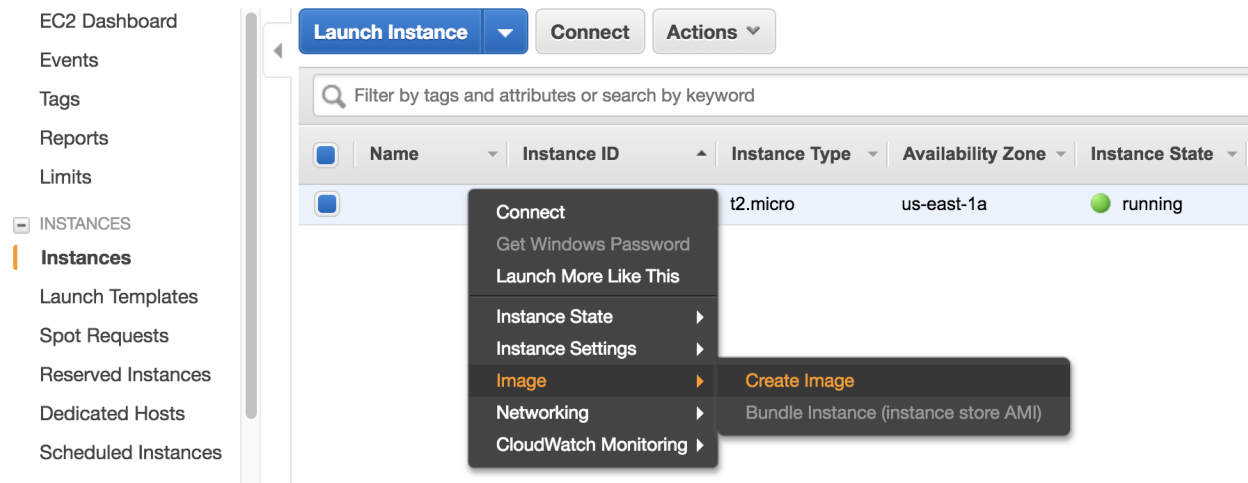 EC2 Dashboard
Events
Tags
Reports
Limits
INSTANCES
Instances
Launch Templates
Spot Requests
Reserved Instances
Dedicated Hosts
Scheduled Instances
Launch Instance Connect Actions
Filter by tags and attributes or search by keyword
Name Instance ID Instance Type Availability Zone Instance State
t2.micro us-east-1a running
Connect
Get Windows Password
Launch More Like This
Instance State
Instance Settings
Image
Networking
CloudWatch Monitoring
Create Image
Bundle Instance (instance store AMI)